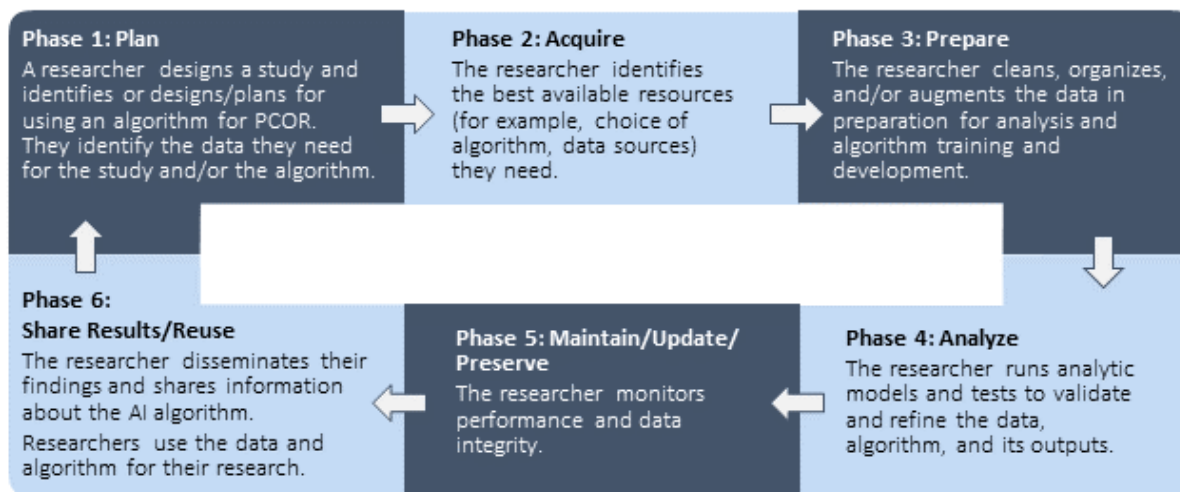 Phase 1: Plan
A researcher designs a study and
identifies or designs/plans for
using an algorithm for PCOR.
They identify the data they need
for the study and/or the algorithm.
Phase 2: Acquire
The researcher identifies
the best available resources
(for example, choice of
algorithm, data sources)
they need.
Phase 3: Prepare
The researcher cleans, organizes,
and/or augments the data in
preparation for analysis and
algorithm training and
development.
Phase 4: Analyze
The researcher runs analytic
models and tests to validate
and refine the data,
algorithm, and its outputs.
Phase 5: Maintain/Update/
Preserve
The researcher monitors
performance and data
integrity.
Phase 6:
Share Results/Reuse
The researcher disseminates their
findings and shares information
about the AI algorithm.
Researchers use the data and
algorithm for their research.